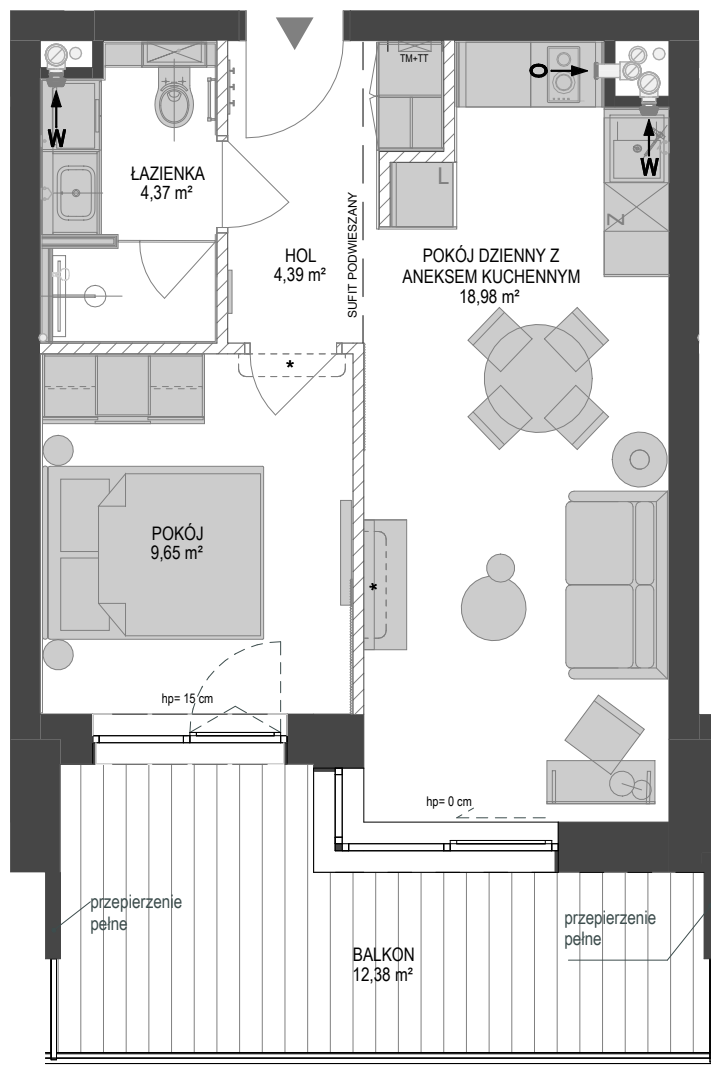 TM+TT
O
W
W
ŁAZIENKA
4,37 m²
L
Z
HOL
4,39 m²
SUFIT PODWIESZANY
POKÓJ DZIENNY Z
ANEKSEM KUCHENNYM
18,98 m²
*
POKÓJ
9,65 m²
*
hp= 15 cm
hp= 0 cm
przepierzenie
pełne
przepierzenie
pełne
BALKON
12,38 m²